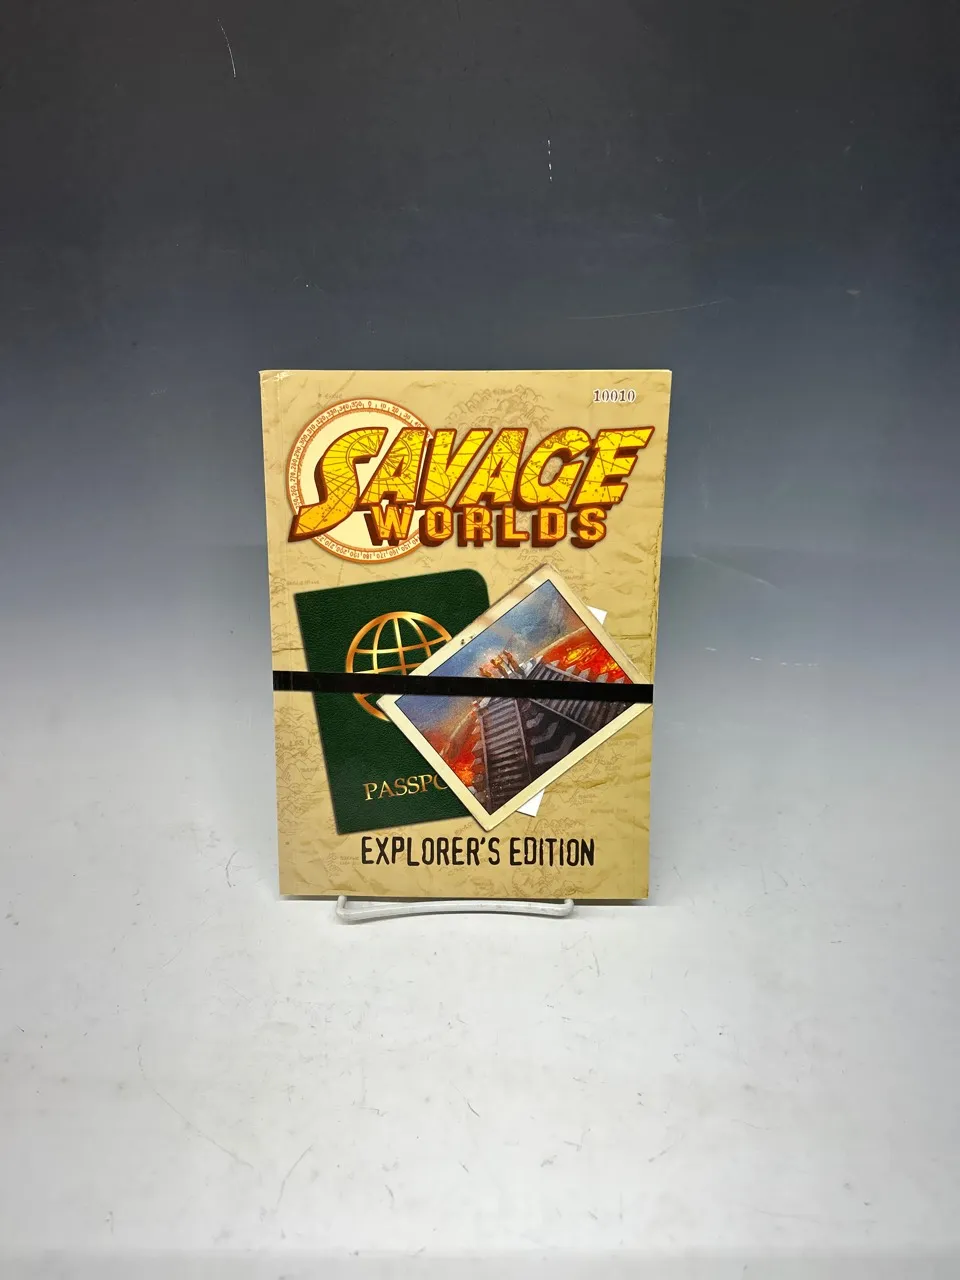 10010
SAVAGE
WORLDS
PASSPO
EXPLORER'S EDITION